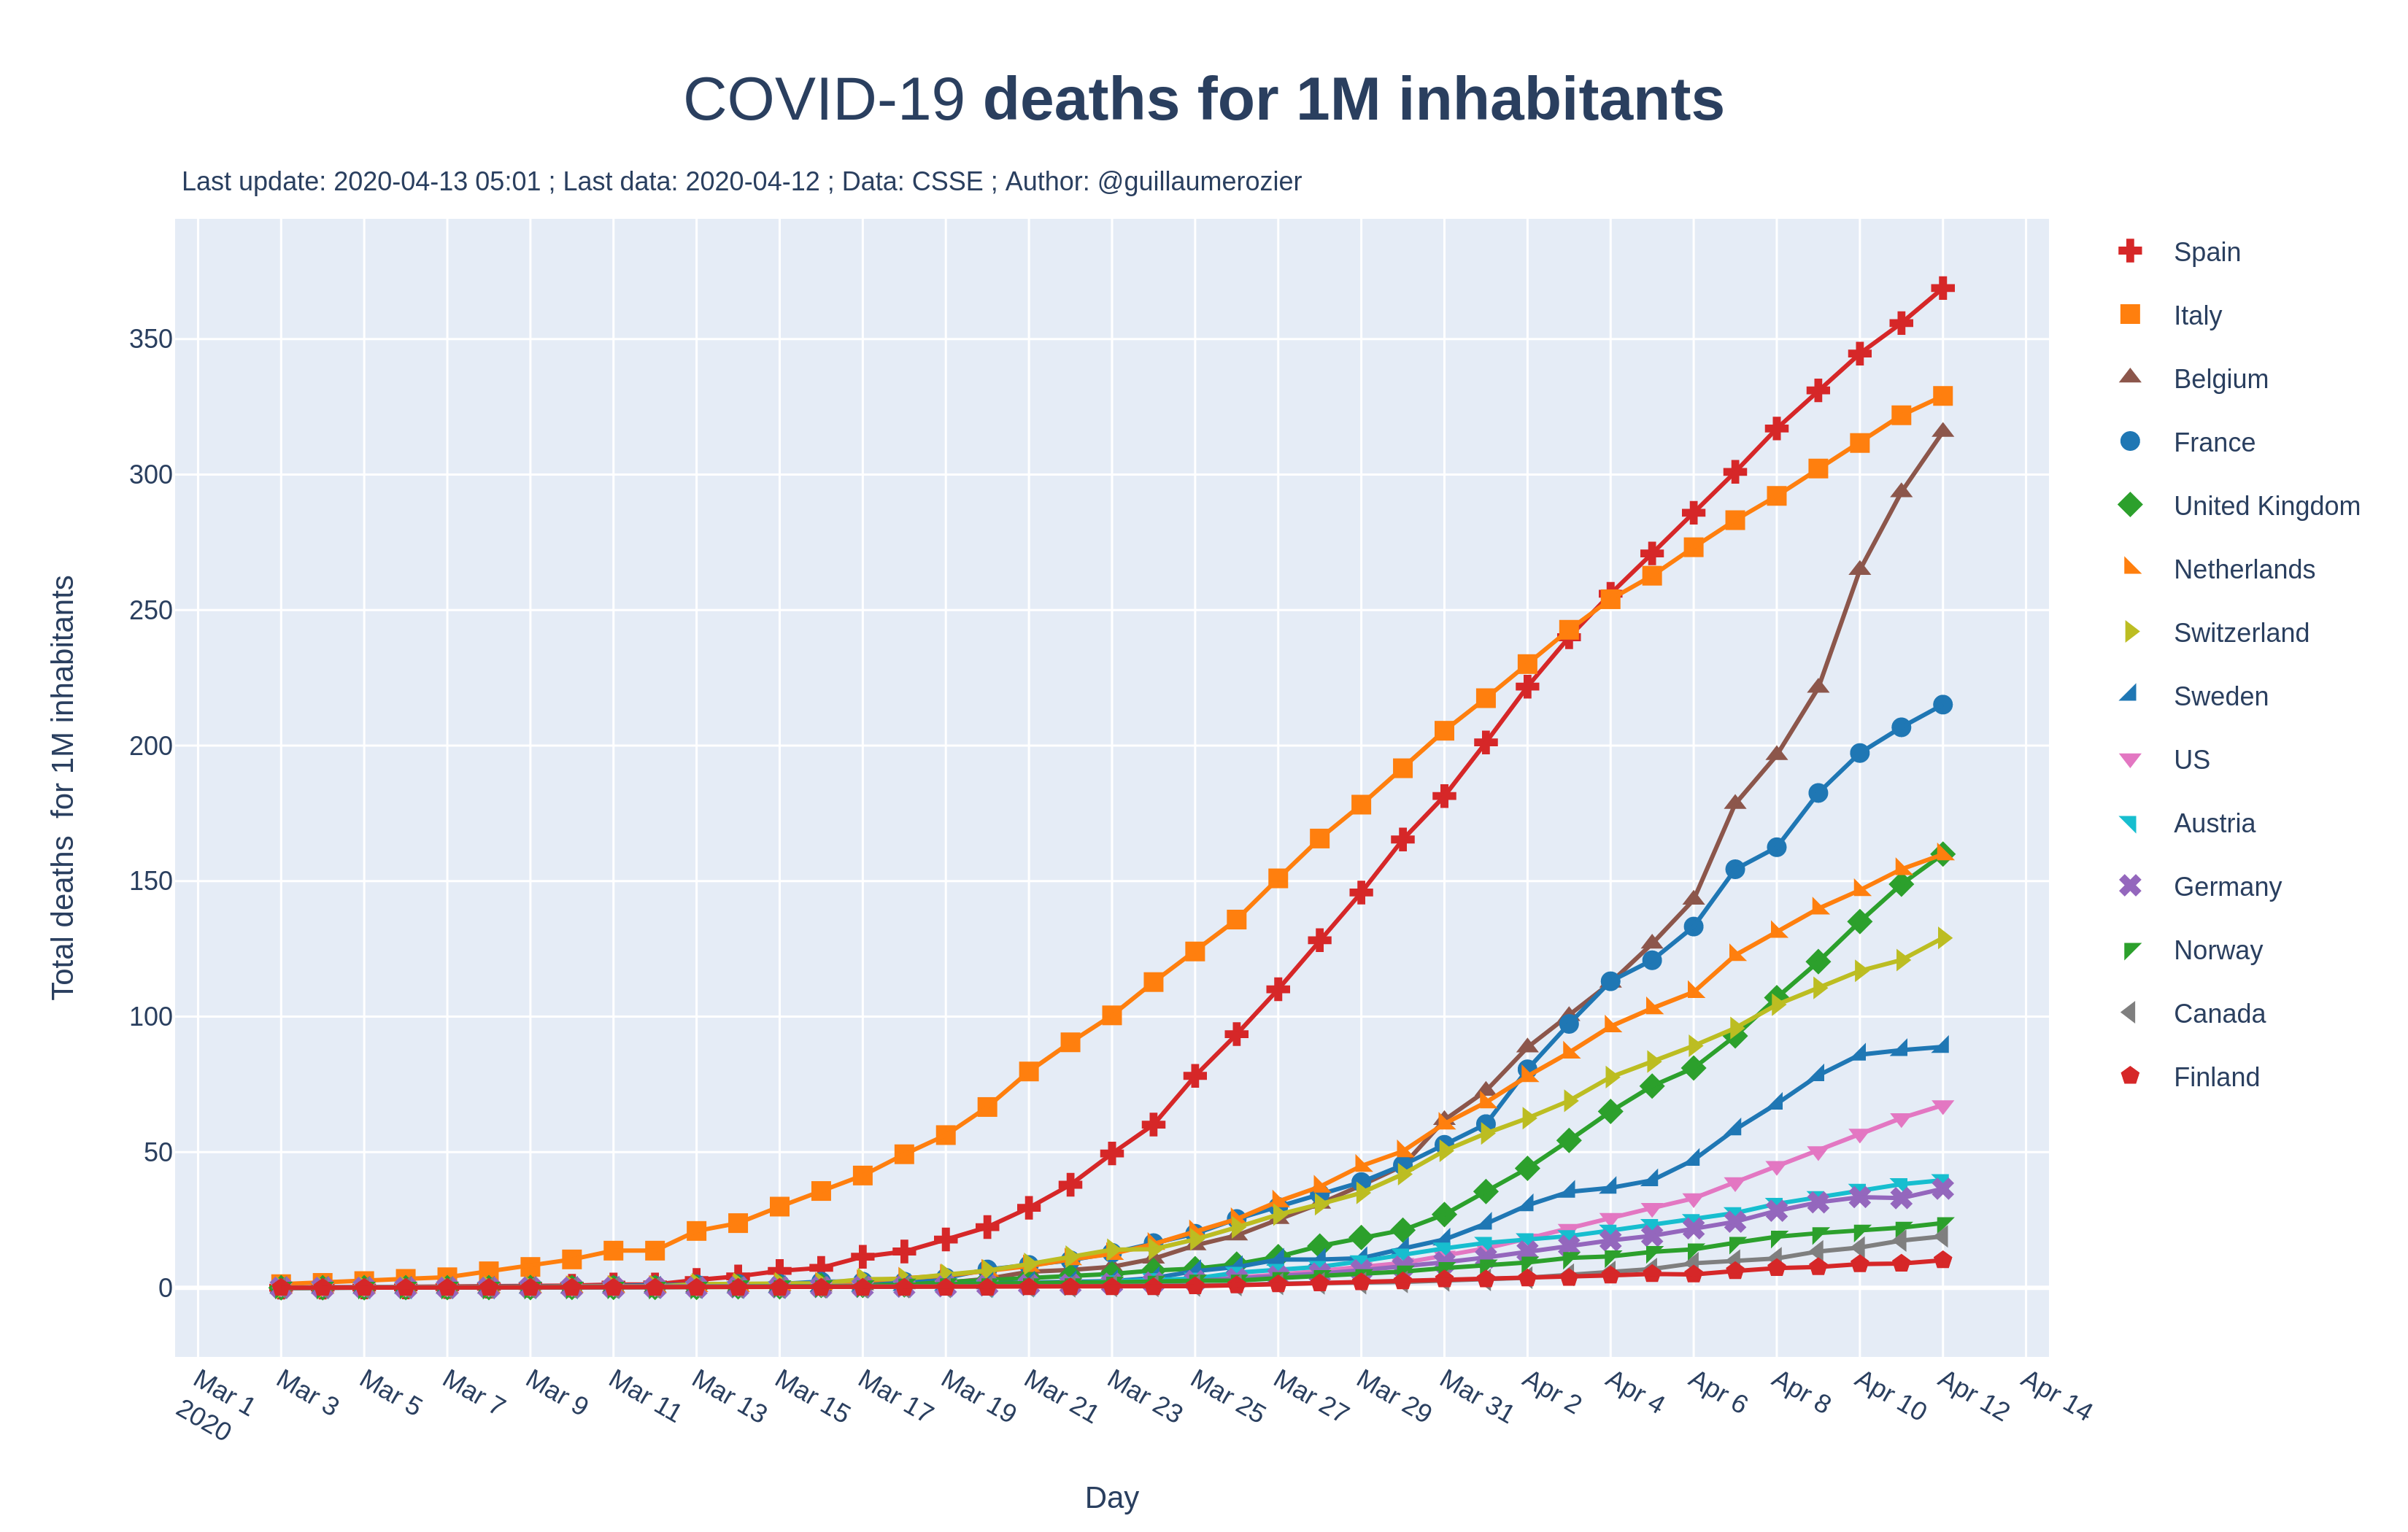 COVID-19 deaths for 1M inhabitants
Last update: 2020-04-13 05:01 ; Last data: 2020-04-12 ; Data: CSSE ; Author: @guillaumerozier
Total deaths for 1M inhabitants
350
300
250
200
150
100
50
0
Mar 1
2020
Mar 3
Mar 5
Mar 7
Mar 9
Mar 11
Mar 13
Mar 15
Mar 17
Mar 19
Mar 21
Mar 23
Mar 25
Mar 27
Mar 29
Mar 31
Apr 2
Apr 4
Apr 6
Apr 8
Apr 10
Apr 12
Apr 14
Day
Spain
Italy
Belgium
France
United Kingdom
Netherlands
Switzerland
Sweden
US
Austria
Germany
Norway
Canada
Finland